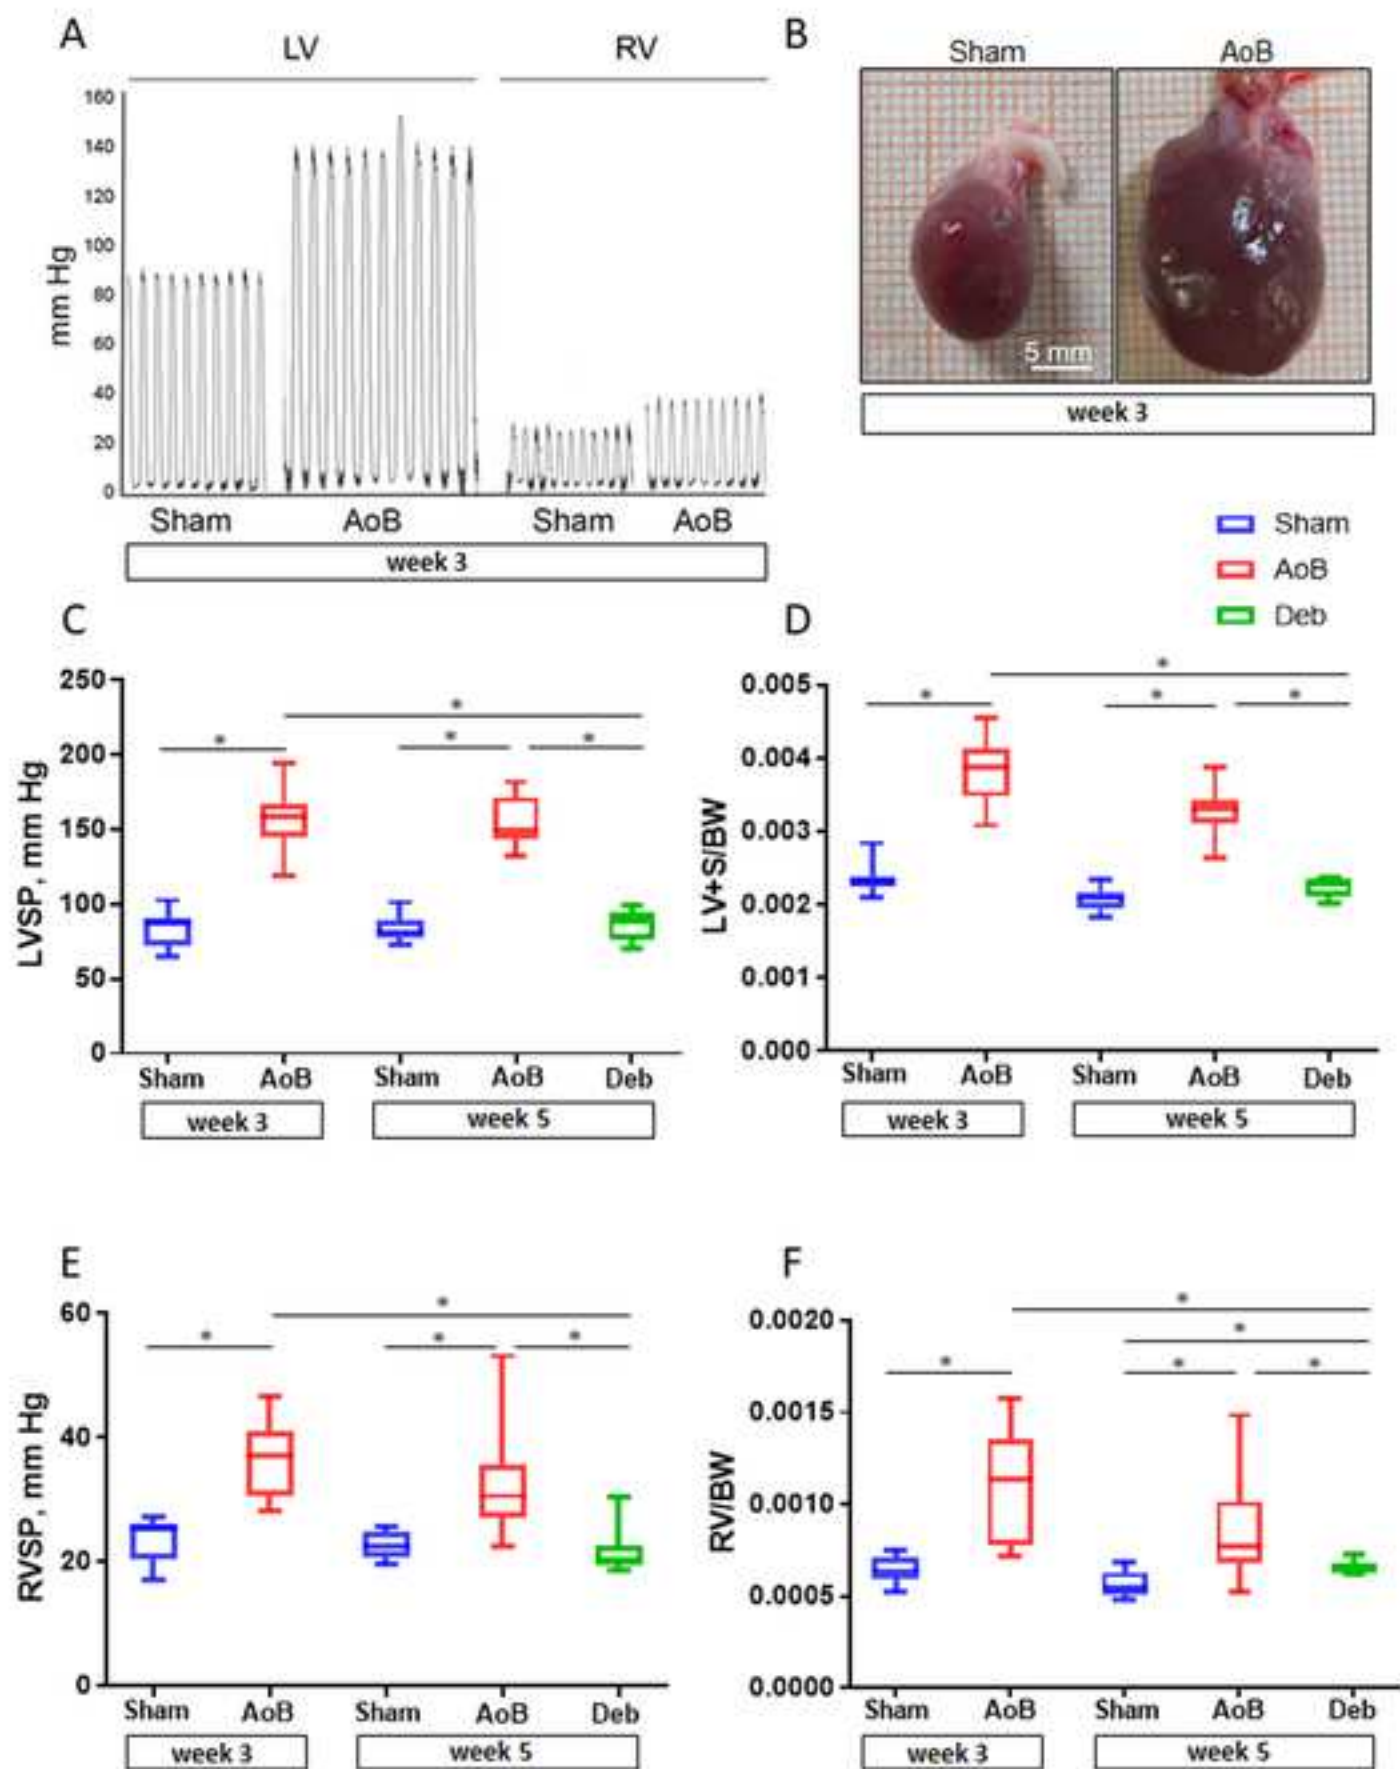 A
LV RV
160
140
120
100
80
60
40
20
0
mm Hg
Sham AoB Sham AoB
week 3
B
Sham AoB
5 mm
week 3
Sham
AoB
Deb
C
250
200
150
100
50
0
LVSP, mm Hg
* * * *
Sham AoB Sham AoB Deb
week 3 week 5
D
0.005
0.004
0.003
0.002
0.001
0.000
LV+S/BW
* * * *
Sham AoB Sham AoB Deb
week 3 week 5
E
60
40
20
0
RVSP, mm Hg
* * * *
Sham AoB Sham AoB Deb
week 3 week 5
F
0.0020
0.0015
0.0010
0.0005
0.0000
RV/BW
* * * * *
Sham AoB Sham AoB Deb
week 3 week 5